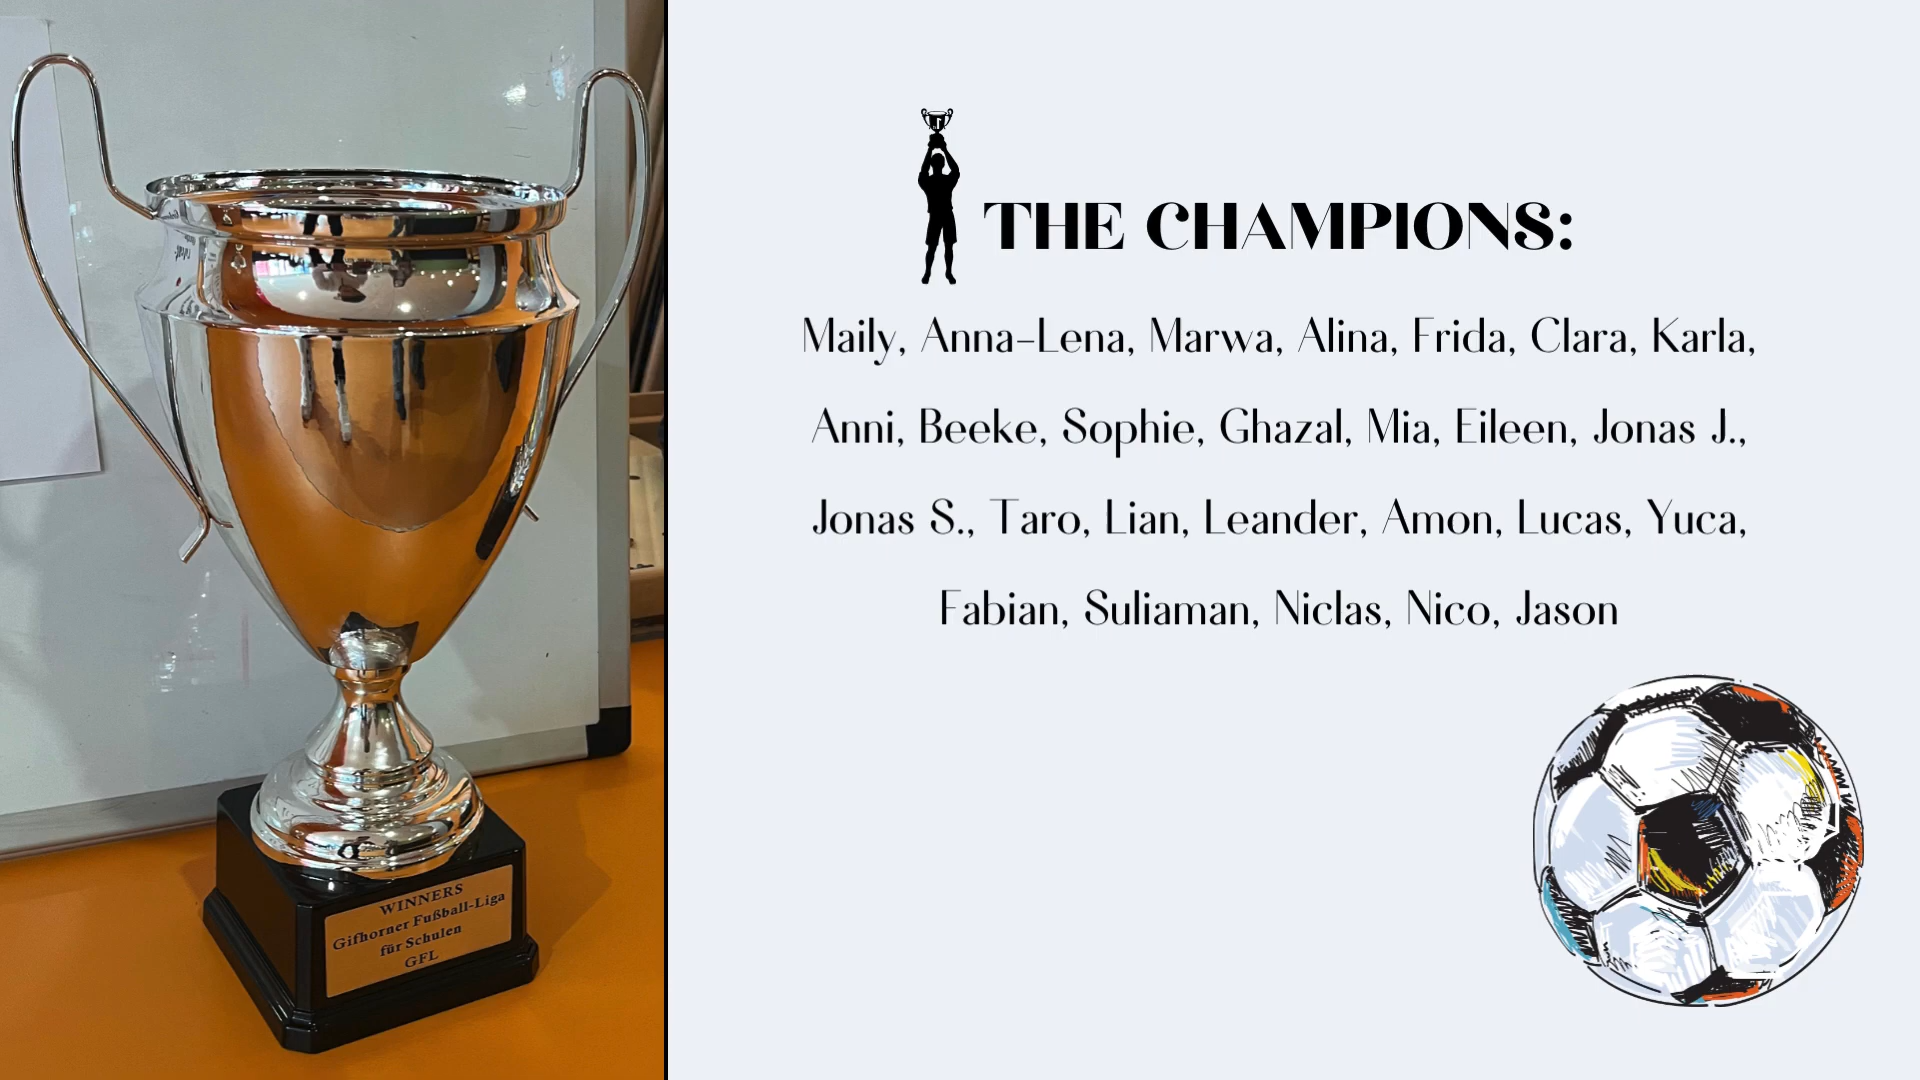 WINNERS
Gifhorner Fußball-Liga
für Schulen
GFL
THE CHAMPIONS:
Maily, Anna-Lena, Marwa, Alina, Frida, Clara, Karla,
Anni, Beeke, Sophie, Ghazal, Mia, Eileen, Jonas J.,
Jonas S., Taro, Lian, Leander, Amon, Lucas, Yuca,
Fabian, Suliaman, Niclas, Nico, Jason